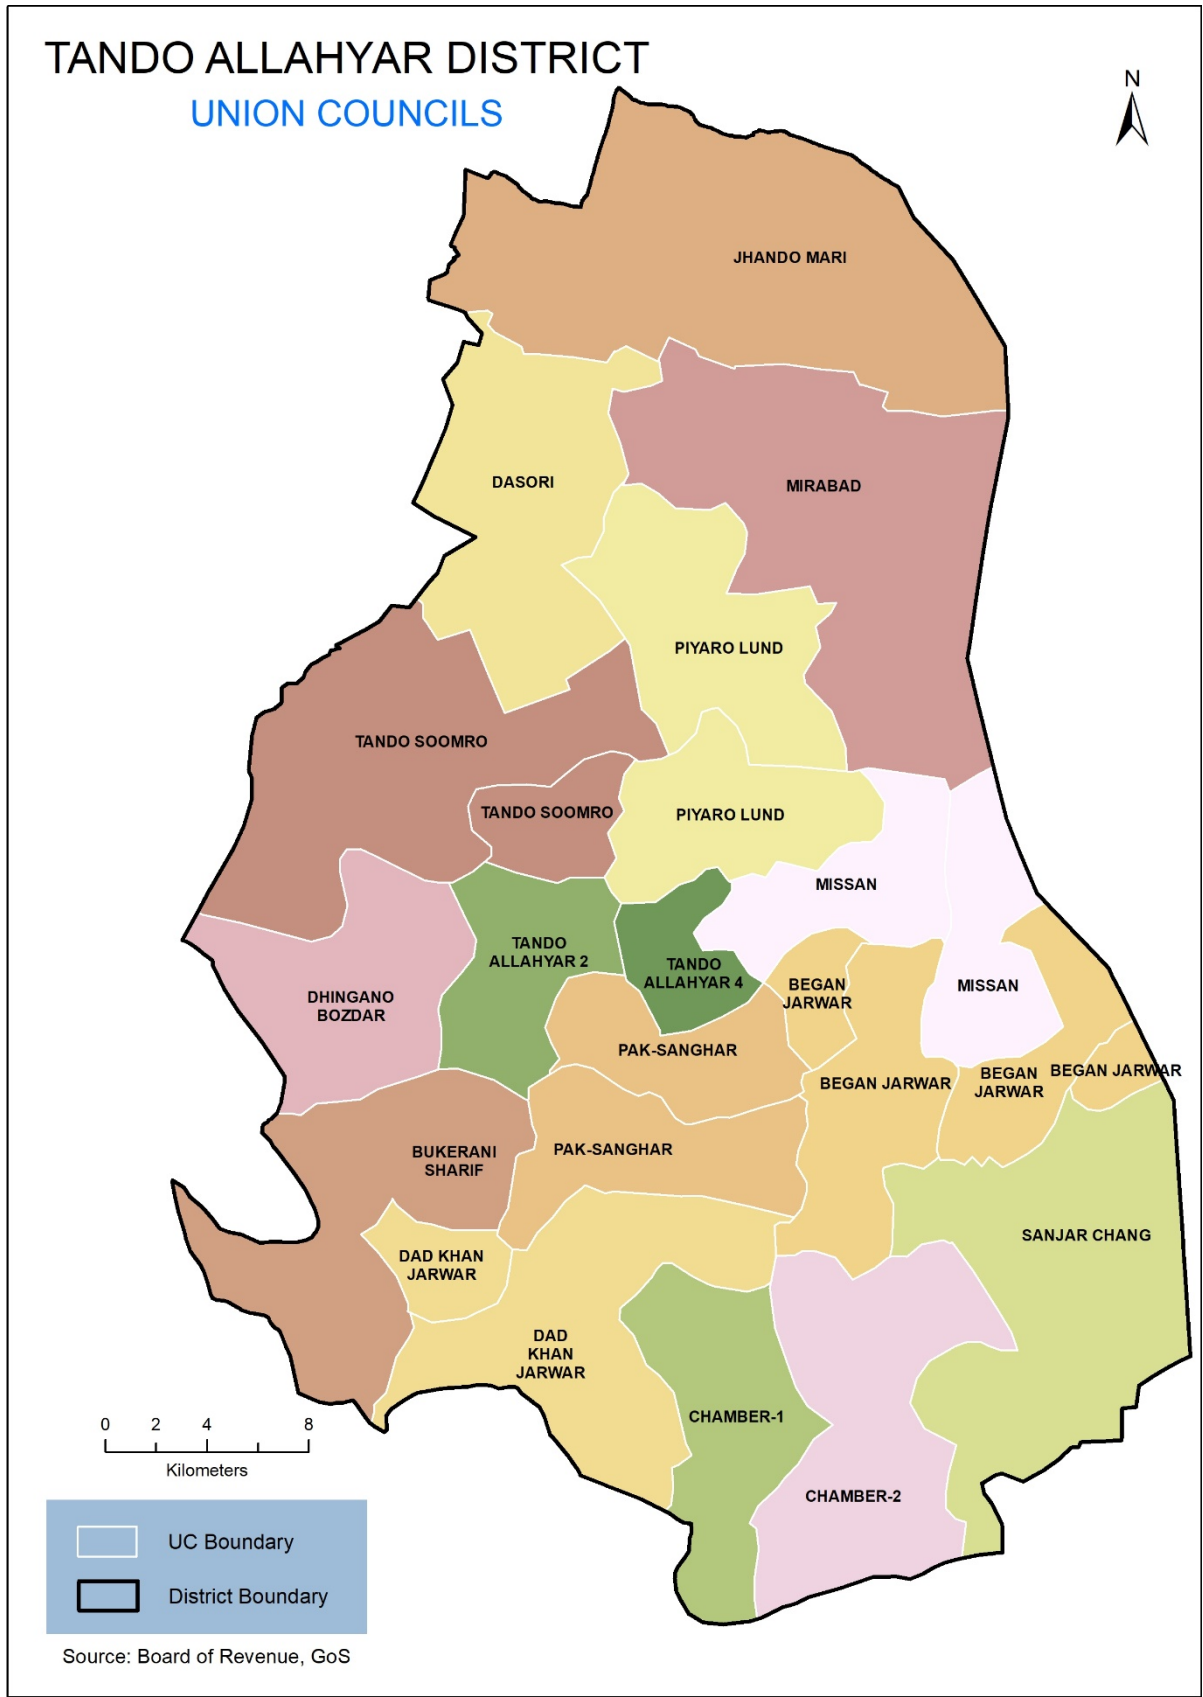 TANDO ALLAHYAR DISTRICT
UNION COUNCILS
N
JHANDO MARI
DASORI
MIRABAD
PIYARO LUND
TANDO SOOMRO
TANDO SOOMRO
PIYARO LUND
MISSAN
TANDO
ALLAHYAR 2
TANDO
ALLAHYAR 4
BEGAN
JARWAR
MISSAN
DHINGANO
BOZDAR
PAK-SANGHAR
BEGAN JARWAR
BEGAN
JARWAR
BEGAN JARWAR
BUKERANI
SHARIF
PAK-SANGHAR
SANJAR CHANG
DAD KHAN
JARWAR
DAD
KHAN
JARWAR
CHAMBER-1
CHAMBER-2
0 2 4 8
Kilometers
UC Boundary
District Boundary
Source: Board of Revenue, GoS